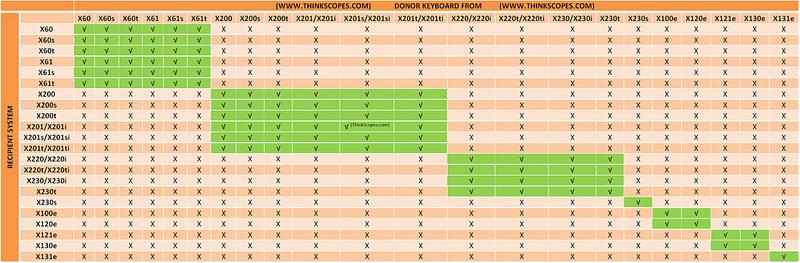 (WWW.THINKSCOPES.COM) DONOR KEYBOARD FROM (WWW.THINKSCOPES.COM)
X60 X60s X60t X61 X61s X61t X200 X200s X200t X201/X201i X201s/X201si X201t/X201ti X220/X220i X220t/X220ti X230/X230i X230t X230s X100e X120e X121e X130e X131e
RECIPIENT SYSTEM
X60 √ √ √ √ √ √ X X X X X X X X X X X X X X X X
X60s √ √ √ √ √ √ X X X X X X X X X X X X X X X X
X60t √ √ √ √ √ √ X X X X X X X X X X X X X X X X
X61 √ √ √ √ √ √ X X X X X X X X X X X X X X X X
X61s √ √ √ √ √ √ X X X X X X X X X X X X X X X X
X61t √ √ √ √ √ √ X X X X X X X X X X X X X X X X
X200 X X X X X X √ √ √ √ √ √ X X X X X X X X X X
X200s X X X X X X √ √ √ √ √ √ X X X X X X X X X X
X200t X X X X X X √ √ √ √ √ √ X X X X X X X X X X
X201/X201i X X X X X X √ √ √ √ √ (ThinkScopes.com) √ X X X X X X X X X X
X201s/X201si X X X X X X √ √ √ √ √ √ X X X X X X X X X X
X201t/X201ti X X X X X X √ √ √ √ √ √ X X X X X X X X X X
X220/X220i X X X X X X X X X X X X √ √ √ √ X X X X X X
X220t/X220ti X X X X X X X X X X X X √ √ √ √ X X X X X X
X230/X230i X X X X X X X X X X X X √ √ √ √ X X X X X X
X230t X X X X X X X X X X X X √ √ √ √ X X X X X X
X230s X X X X X X X X X X X X X X X X √ X X X X X
X100e X X X X X X X X X X X X X X X X X √ √ X X X
X120e X X X X X X X X X X X X X X X X X √ √ X X X
X121e X X X X X X X X X X X X X X X X X X X √ √ X
X130e X X X X X X X X X X X X X X X X X X X √ √ X
X131e X X X X X X X X X X X X X X X X X X X X X √